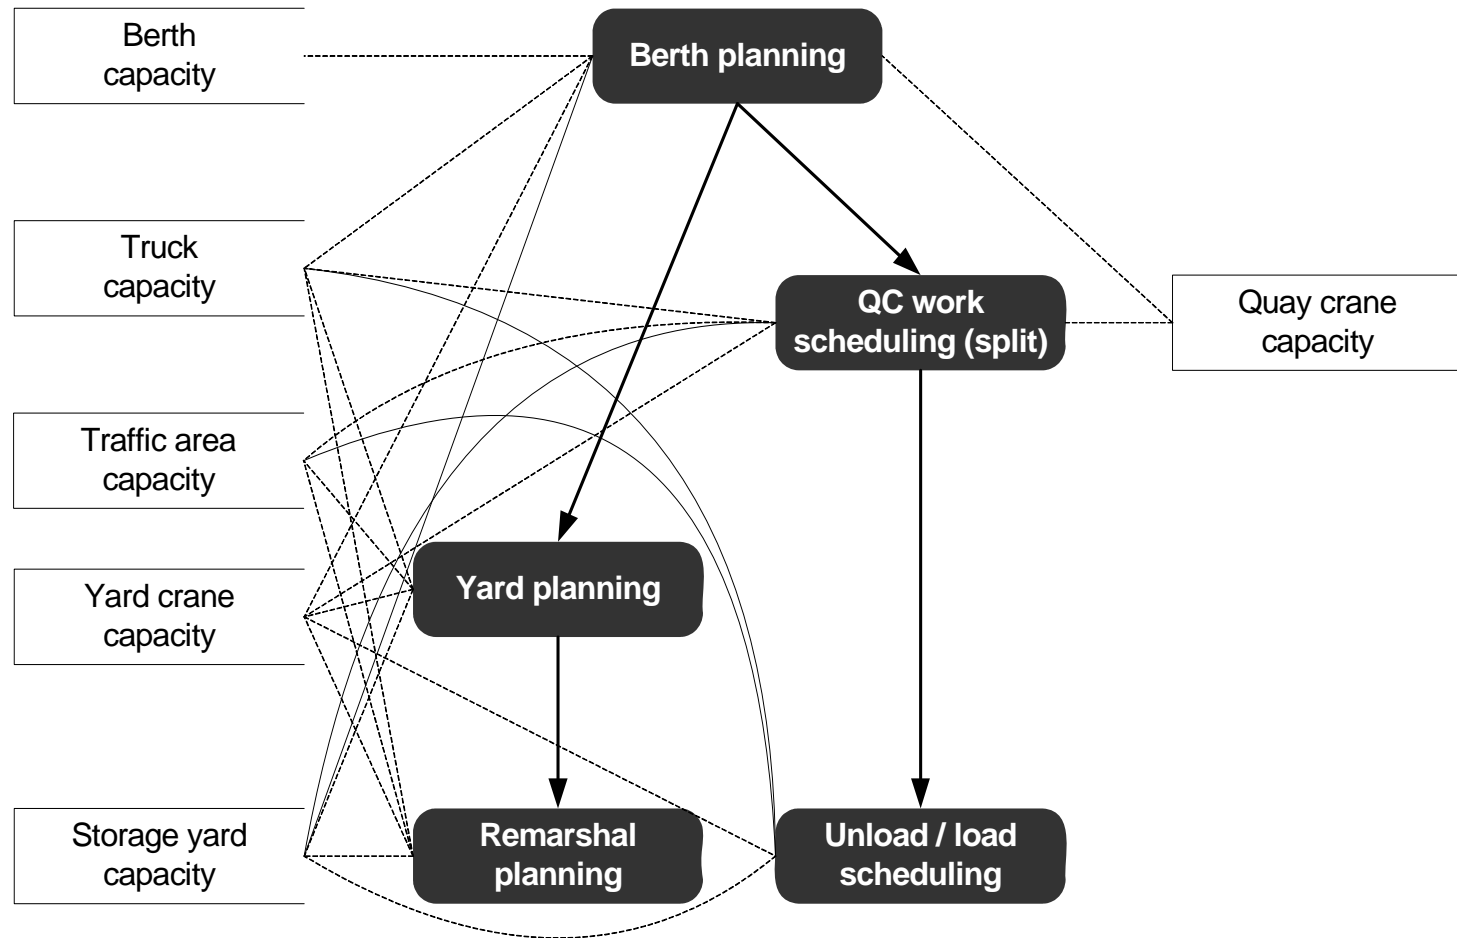 Berth
capacity
Berth planning
Truck
capacity
QC work
scheduling (split)
Quay crane
capacity
Traffic area
capacity
Yard crane
capacity
Yard planning
Storage yard
capacity
Remarshal
planning
Unload / load
scheduling